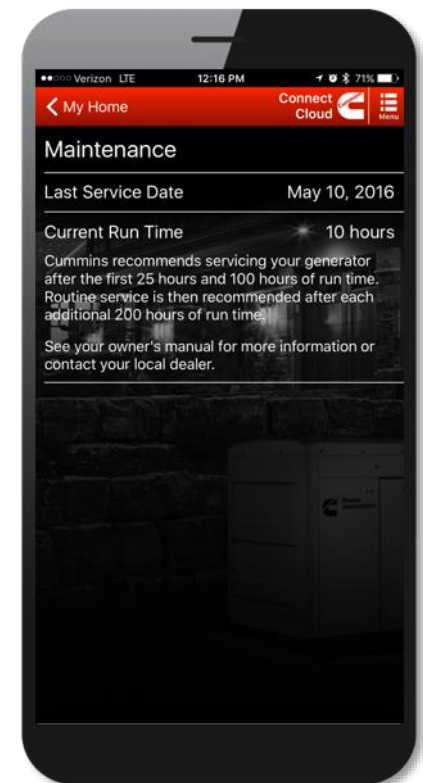 Verizon LTE 12:16 PM 71%
My Home
Connect
Cloud
Menu
Maintenance
Last Service Date May 10, 2016
Current Run Time 10 hours
Cummins recommends servicing your generator
after the first 25 hours and 100 hours of run time.
Routine service is then recommended after each
additional 200 hours of run time.
See your owner's manual for more information or
contact your local dealer.
Power
Generation